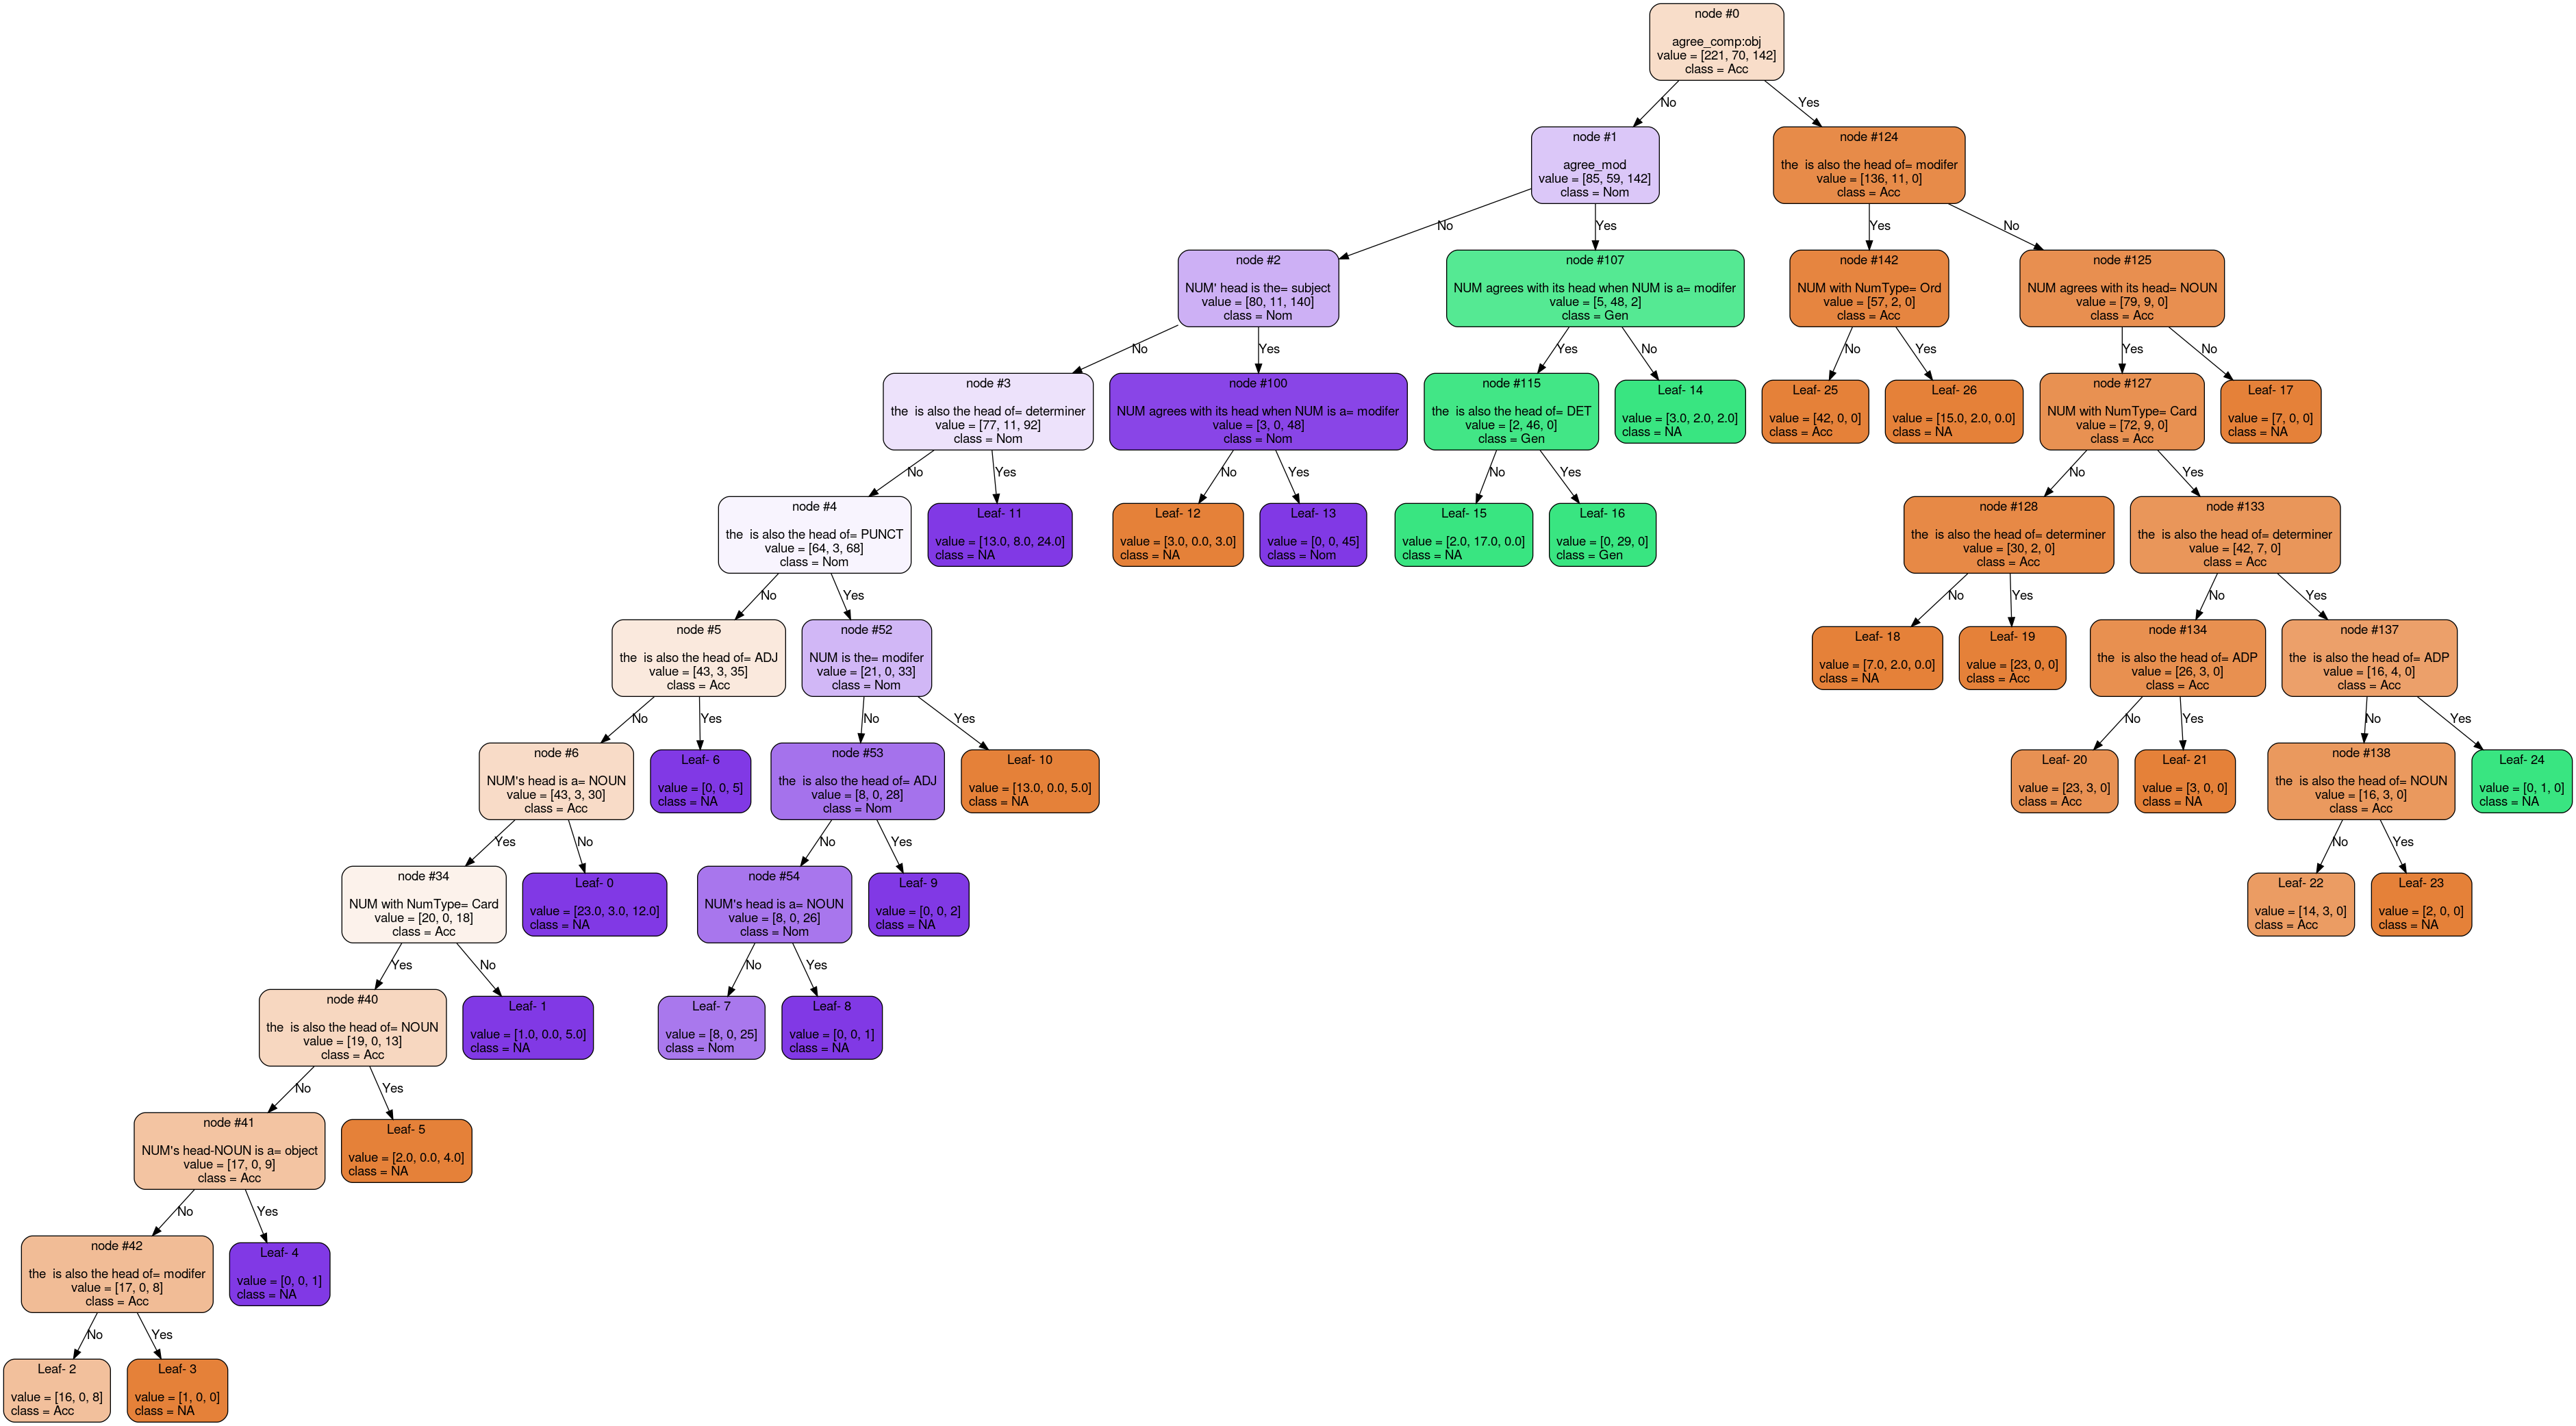 node #0
agree_comp:obj
value = [221, 70, 142]
class = Acc
No
Yes
node #1
agree_mod
value = [85, 59, 142]
class = Nom
node #124
the  is also the head of= modifer
value = [136, 11, 0]
class = Acc
No
Yes
Yes
No
node #2
NUM' head is the= subject
value = [80, 11, 140]
class = Nom
node #107
NUM agrees with its head when NUM is a= modifer
value = [5, 48, 2]
class = Gen
node #142
NUM with NumType= Ord
value = [57, 2, 0]
class = Acc
node #125
NUM agrees with its head= NOUN
value = [79, 9, 0]
class = Acc
No
Yes
Yes
No
No
Yes
Yes
No
node #3
the  is also the head of= determiner
value = [77, 11, 92]
class = Nom
node #100
NUM agrees with its head when NUM is a= modifer
value = [3, 0, 48]
class = Nom
node #115
the  is also the head of= DET
value = [2, 46, 0]
class = Gen
Leaf- 14
value = [3.0, 2.0, 2.0]
class = NA
Leaf- 25
value = [42, 0, 0]
class = Acc
Leaf- 26
value = [15.0, 2.0, 0.0]
class = NA
node #127
NUM with NumType= Card
value = [72, 9, 0]
class = Acc
Leaf- 17
value = [7, 0, 0]
class = NA
No
Yes
No
Yes
No
Yes
No
Yes
node #4
the  is also the head of= PUNCT
value = [64, 3, 68]
class = Nom
Leaf- 11
value = [13.0, 8.0, 24.0]
class = NA
Leaf- 12
value = [3.0, 0.0, 3.0]
class = NA
Leaf- 13
value = [0, 0, 45]
class = Nom
Leaf- 15
value = [2.0, 17.0, 0.0]
class = NA
Leaf- 16
value = [0, 29, 0]
class = Gen
node #128
the  is also the head of= determiner
value = [30, 2, 0]
class = Acc
node #133
the  is also the head of= determiner
value = [42, 7, 0]
class = Acc
No
Yes
No
Yes
No
Yes
node #5
the  is also the head of= ADJ
value = [43, 3, 35]
class = Acc
node #52
NUM is the= modifer
value = [21, 0, 33]
class = Nom
Leaf- 18
value = [7.0, 2.0, 0.0]
class = NA
Leaf- 19
value = [23, 0, 0]
class = Acc
node #134
the  is also the head of= ADP
value = [26, 3, 0]
class = Acc
node #137
the  is also the head of= ADP
value = [16, 4, 0]
class = Acc
No
Yes
No
Yes
No
Yes
No
Yes
node #6
NUM's head is a= NOUN
value = [43, 3, 30]
class = Acc
Leaf- 6
value = [0, 0, 5]
class = NA
node #53
the  is also the head of= ADJ
value = [8, 0, 28]
class = Nom
Leaf- 10
value = [13.0, 0.0, 5.0]
class = NA
Leaf- 20
value = [23, 3, 0]
class = Acc
Leaf- 21
value = [3, 0, 0]
class = NA
node #138
the  is also the head of= NOUN
value = [16, 3, 0]
class = Acc
Leaf- 24
value = [0, 1, 0]
class = NA
Yes
No
No
Yes
No
Yes
node #34
NUM with NumType= Card
value = [20, 0, 18]
class = Acc
Leaf- 0
value = [23.0, 3.0, 12.0]
class = NA
node #54
NUM's head is a= NOUN
value = [8, 0, 26]
class = Nom
Leaf- 9
value = [0, 0, 2]
class = NA
Leaf- 22
value = [14, 3, 0]
class = Acc
Leaf- 23
value = [2, 0, 0]
class = NA
Yes
No
No
Yes
node #40
the  is also the head of= NOUN
value = [19, 0, 13]
class = Acc
Leaf- 1
value = [1.0, 0.0, 5.0]
class = NA
Leaf- 7
value = [8, 0, 25]
class = Nom
Leaf- 8
value = [0, 0, 1]
class = NA
No
Yes
node #41
NUM's head-NOUN is a= object
value = [17, 0, 9]
class = Acc
Leaf- 5
value = [2.0, 0.0, 4.0]
class = NA
No
Yes
node #42
the  is also the head of= modifer
value = [17, 0, 8]
class = Acc
Leaf- 4
value = [0, 0, 1]
class = NA
No
Yes
Leaf- 2
value = [16, 0, 8]
class = Acc
Leaf- 3
value = [1, 0, 0]
class = NA